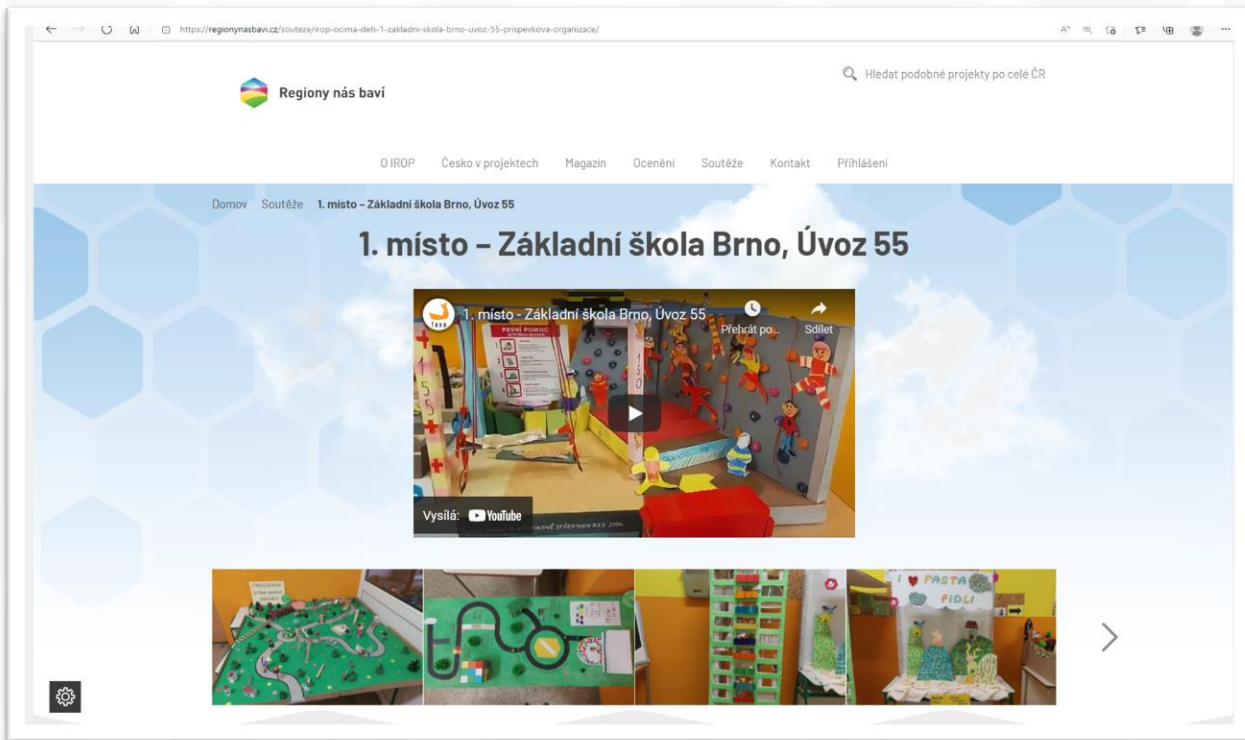 https://regionynasbavi.cz/souteze/irop-ocima-deti-1-zakladni-skola-brno-uvoz-55-prispevkova-organizace/
Regiony nás baví
Hledat podobné projekty po celé ČR
O IROP Česko v projektech Magazín Ocenění Soutěže Kontakt Přihlášení
Domov Soutěže 1. místo – Základní škola Brno, Úvoz 55
1. místo – Základní škola Brno, Úvoz 55
1. místo - Základní škola Brno, Úvoz 55
Přehrát po... Sdílet
PRVNÍ POMOC
155
150
Vysílá: YouTube
I PASTA
FIDLI